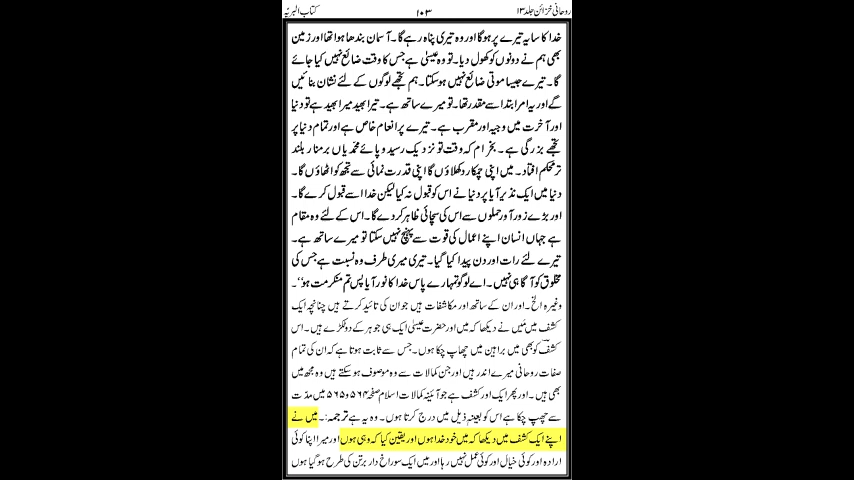 روحانی خزائن جلد ۱۳
۱۰۳
کتاب البریہ
خدا کا سایہ تیرے پر ہوگا اور وہ تیری پناہ رہے گا۔ آسمان بندھا ہوا تھا اور زمین
بھی ہم نے دونوں کو کھول دیا۔ تو وہ عیسیٰ ہے جس کا وقت ضائع نہیں کیا جائے
گا۔ تیرے جیسا موتی ضائع نہیں ہوسکتا۔ ہم تجھے لوگوں کے لئے نشان بنائیں
گے اور یہ امر ابتدا سے مقدر تھا۔ تو میرے ساتھ ہے۔ تیرا بھید میرا بھید ہے تو دنیا
اور آخرت میں وجیہ اور مقرب ہے۔ تیرے پر انعام خاص ہے اور تمام دنیا پر
تجھے بزرگی ہے۔ بخرام کہ وقت تو نزدیک رسید و پائے محمدیاں برمنار بلند
تر محکم افتاد۔ میں اپنی چمکار دکھلاؤں گا اپنی قدرت نمائی سے تجھ کو اٹھاؤں گا۔
دنیا میں ایک نذیر آیا پر دنیا نے اس کو قبول نہ کیا لیکن خدا اسے قبول کرے گا۔
اور بڑے زور آور حملوں سے اس کی سچائی ظاہر کردے گا۔ اس کے لئے وہ مقام
ہے جہاں انسان اپنے اعمال کی قوت سے پہنچ نہیں سکتا تو میرے ساتھ ہے۔
تیرے لئے رات اور دن پیدا کیا گیا۔ تیری میری طرف وہ نسبت ہے جس کی
مخلوق کو آگاہی نہیں۔ اے لوگو تمہارے پاس خدا کا نور آیا پس تم منکر مت ہو‘‘۔
وغیرہ الخ۔ اور ان کے ساتھ اور مکاشفات ہیں جو ان کی تائید کرتے ہیں چنانچہ ایک
کشف میں مَیں نے دیکھا کہ میں اور حضرت عیسیٰ ایک ہی جوہر کے دو ٹکڑے ہیں۔ اس
کشف کو بھی میں براہین میں چھاپ چکا ہوں۔ جس سے ثابت ہوتا ہے کہ ان کی تمام
صفات روحانی میرے اندر ہیں اور جن کمالات سے وہ موصوف ہوسکتے ہیں وہ مجھ میں
بھی ہیں۔ اور پھر ایک اور کشف ہے جو آئینہ کمالات اسلام صفحہ ۵۶۴ و ۵۶۵ میں مدت
سے چھپ چکا ہے اس کو بعینہٖ ذیل میں درج کرتا ہوں۔ وہ یہ ہے ترجمہ:۔ میں نے
اپنے ایک کشف میں دیکھا کہ میں خود خدا ہوں اور یقین کیا کہ وہی ہوں اور میرا اپنا کوئی
ارادہ اور کوئی خیال اور کوئی عمل نہیں رہا اور میں ایک سوراخ دار برتن کی طرح ہوگیا ہوں